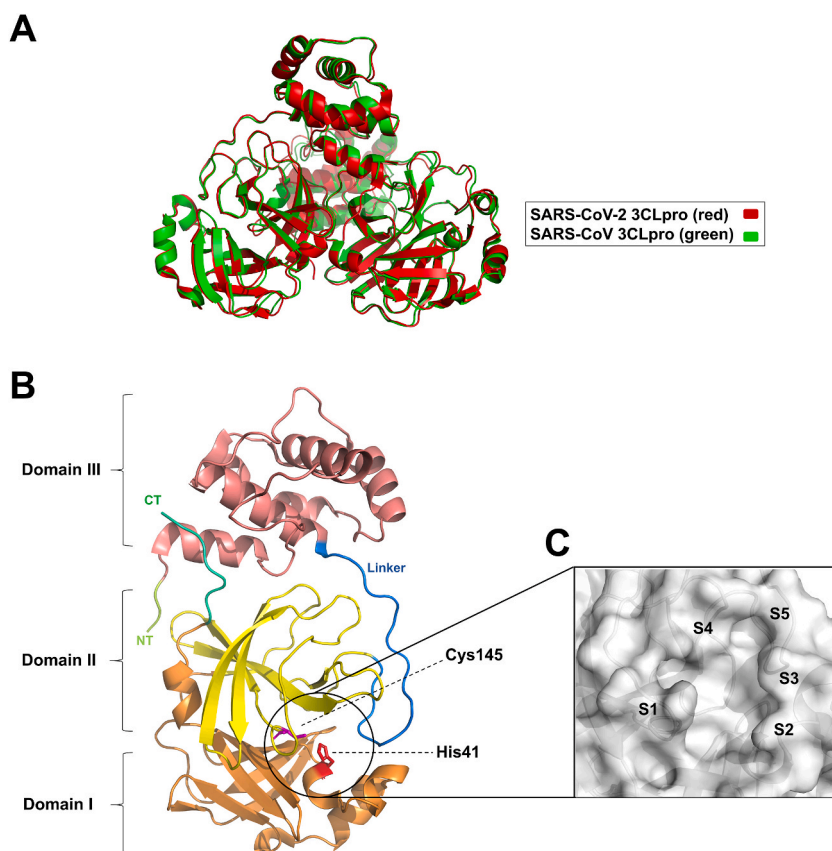 A
SARS-CoV-2 3CLpro (red)
SARS-CoV 3CLpro (green)
B
Domain III
CT
Linker
NT
Domain II
Cys145
His41
Domain I
C
S4
S5
S3
S1
S2